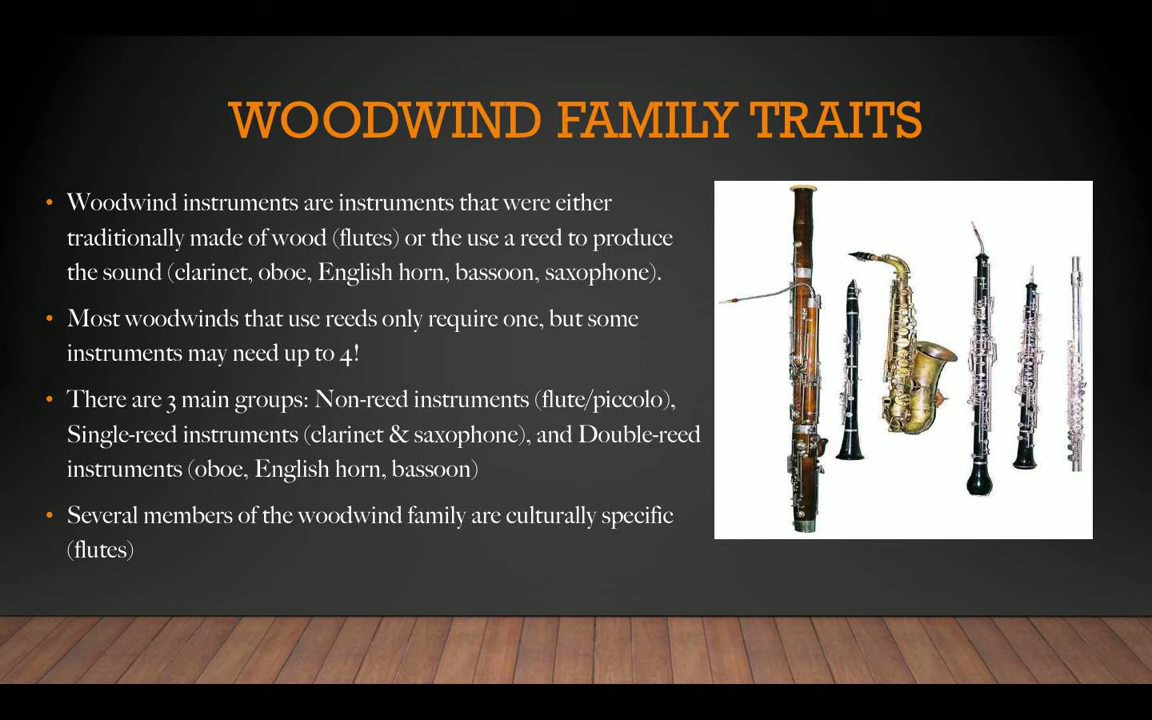 WOODWIND FAMILY TRAITS
• Woodwind instruments are instruments that were either
traditionally made of wood (flutes) or the use a reed to produce
the sound (clarinet, oboe, English horn, bassoon, saxophone).
• Most woodwinds that use reeds only require one, but some
instruments may need up to 4!
• There are 3 main groups: Non-reed instruments (flute/piccolo),
Single-reed instruments (clarinet & saxophone), and Double-reed
instruments (oboe, English horn, bassoon)
• Several members of the woodwind family are culturally specific
(flutes)